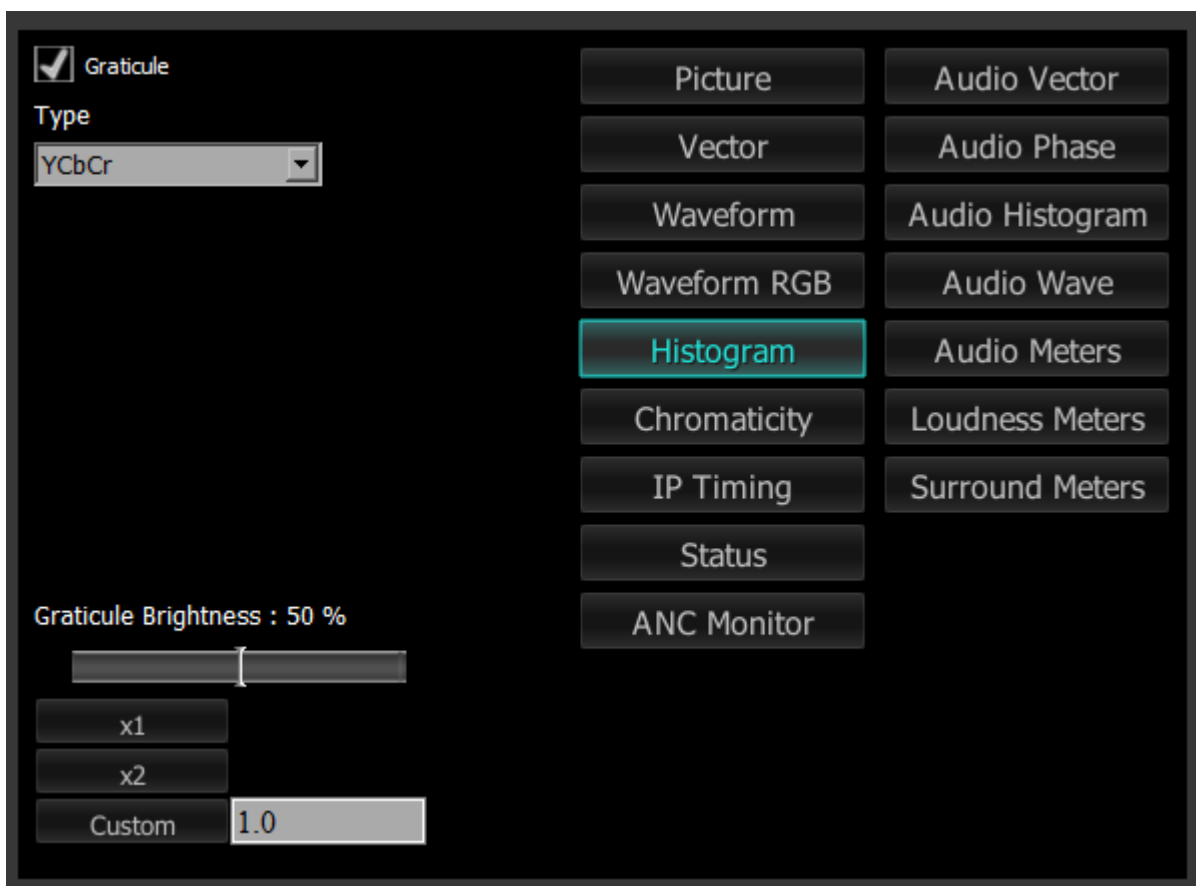 Graticule
Type
YCbCr
Graticule Brightness : 50 %
x1
x2
Custom
1.0
Picture
Vector
Waveform
Waveform RGB
Histogram
Chromaticity
IP Timing
Status
ANC Monitor
Audio Vector
Audio Phase
Audio Histogram
Audio Wave
Audio Meters
Loudness Meters
Surround Meters